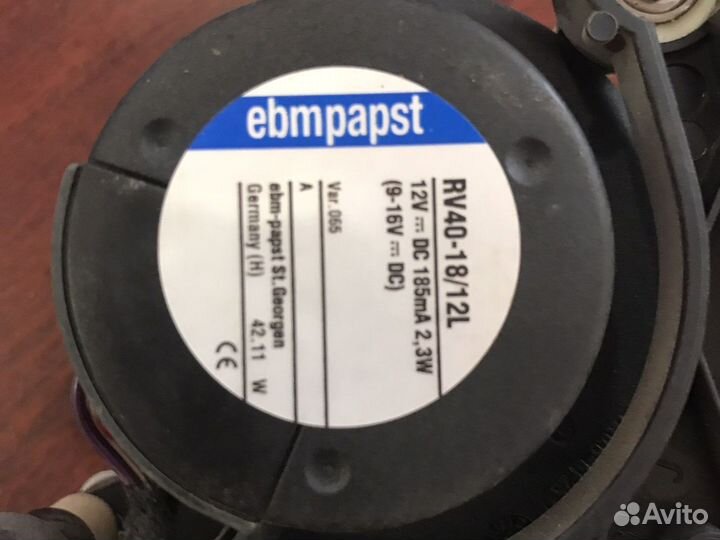 ebmpapst
RV40-18/12L
12V ⎓ DC 185mA 2,3W
(9-16V ⎓ DC)
Var.065
A
ebm-papst St.Georgen
Germany (H) 42.11 W
CE
Avito